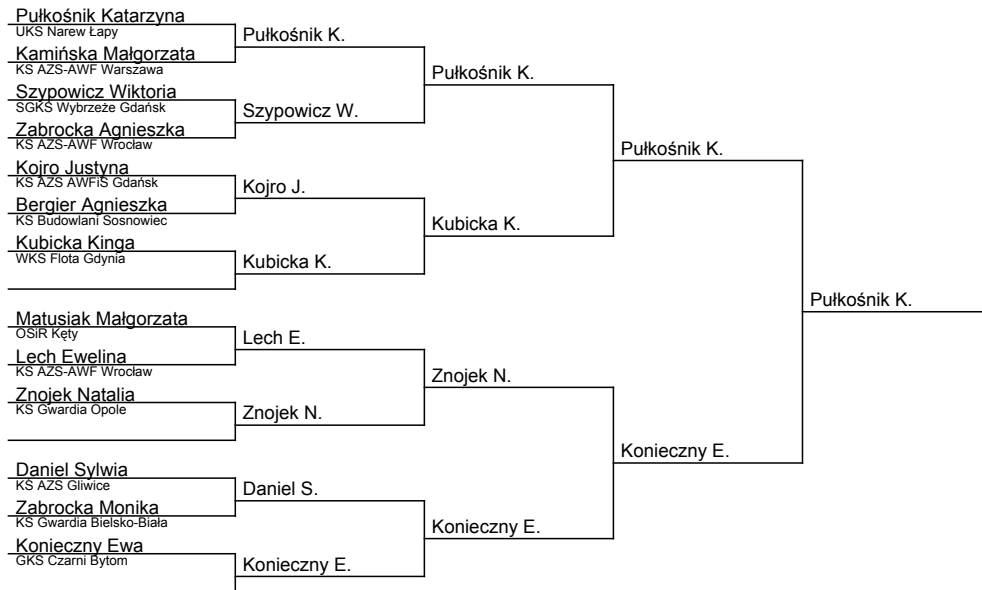 Pułkośnik Katarzyna
UKS Narew Łapy
Pułkośnik K.
Kamińska Małgorzata
KS AZS-AWF Warszawa
Pułkośnik K.
Szypowicz Wiktoria
SGKS Wybrzeże Gdańsk
Szypowicz W.
Zabrocka Agnieszka
KS AZS-AWF Wrocław
Pułkośnik K.
Kojro Justyna
KS AZS AWFiS Gdańsk
Kojro J.
Bergier Agnieszka
KS Budowlani Sosnowiec
Kubicka K.
Kubicka Kinga
WKS Flota Gdynia
Kubicka K.
Pułkośnik K.
Matusiak Małgorzata
OSiR Kęty
Lech E.
Lech Ewelina
KS AZS-AWF Wrocław
Znojek N.
Znojek Natalia
KS Gwardia Opole
Znojek N.
Konieczny E.
Daniel Sylwia
KS AZS Gliwice
Daniel S.
Zabrocka Monika
KS Gwardia Bielsko-Biała
Konieczny E.
Konieczny Ewa
GKS Czarni Bytom
Konieczny E.